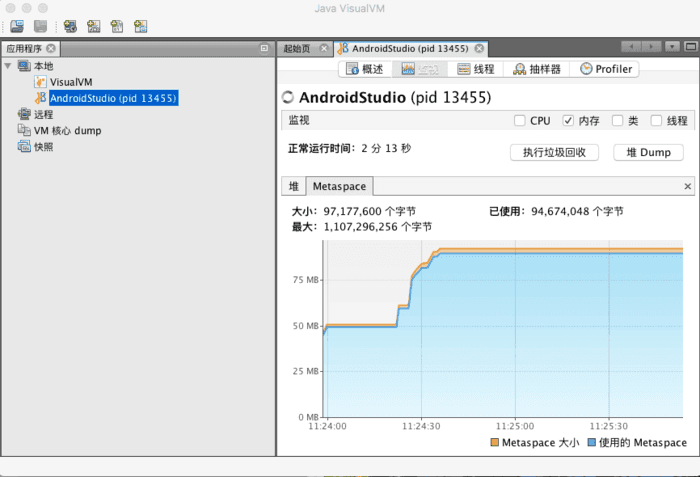 Java VisualVM
应用程序
起始页
AndroidStudio (pid 13455)
本地
VisualVM
AndroidStudio (pid 13455)
远程
VM 核心 dump
快照
概述
线程
抽样器
Profiler
AndroidStudio (pid 13455)
监视
CPU
内存
类
线程
正常运行时间: 2 分 13 秒
执行垃圾回收
堆 Dump
堆
Metaspace
大小: 97,177,600 个字节
已使用: 94,674,048 个字节
最大: 1,107,296,256 个字节
75 MB
50 MB
25 MB
0 MB
11:24:00
11:24:30
11:25:00
11:25:30
Metaspace 大小
使用的 Metaspace